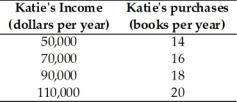 Katie's Income Katie's purchases
(dollars per year) (books per year)
50,000 14
70,000 16
90,000 18
110,000 20